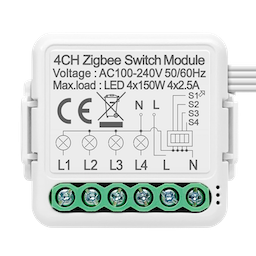 4CH Zigbee Switch Module
Voltage : AC100-240V 50/60Hz
Max.load : LED 4x150W 4x2.5A
CE
N L
S1
S2
S3
S4
L1 L2 L3 L4 L N